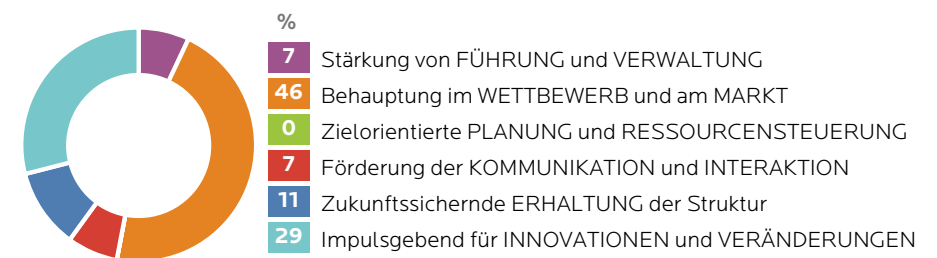 %
7 Stärkung von FÜHRUNG und VERWALTUNG
46 Behauptung im WETTBEWERB und am MARKT
0 Zielorientierte PLANUNG und RESSOURCENSTEUERUNG
7 Förderung der KOMMUNIKATION und INTERAKTION
11 Zukunftssichernde ERHALTUNG der Struktur
29 Impulsgebend für INNOVATIONEN und VERÄNDERUNGEN